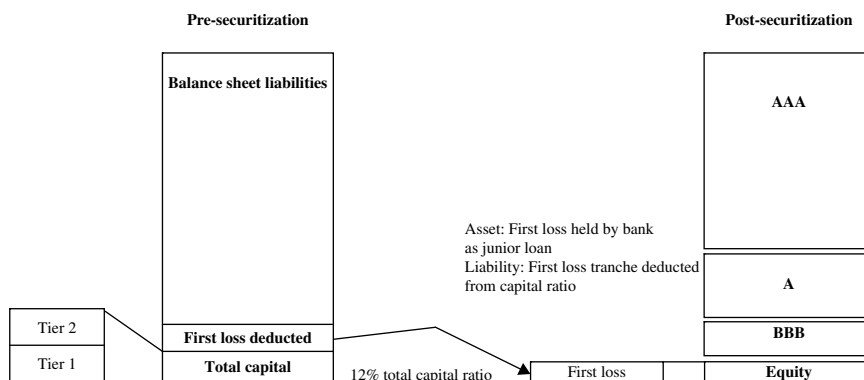 Pre-securitization
Post-securitization
Balance sheet liabilities
AAA
Asset: First loss held by bank
as junior loan
Liability: First loss tranche deducted
from capital ratio
A
Tier 2
First loss deducted
BBB
Tier 1
Total capital
12% total capital ratio
First loss
Equity